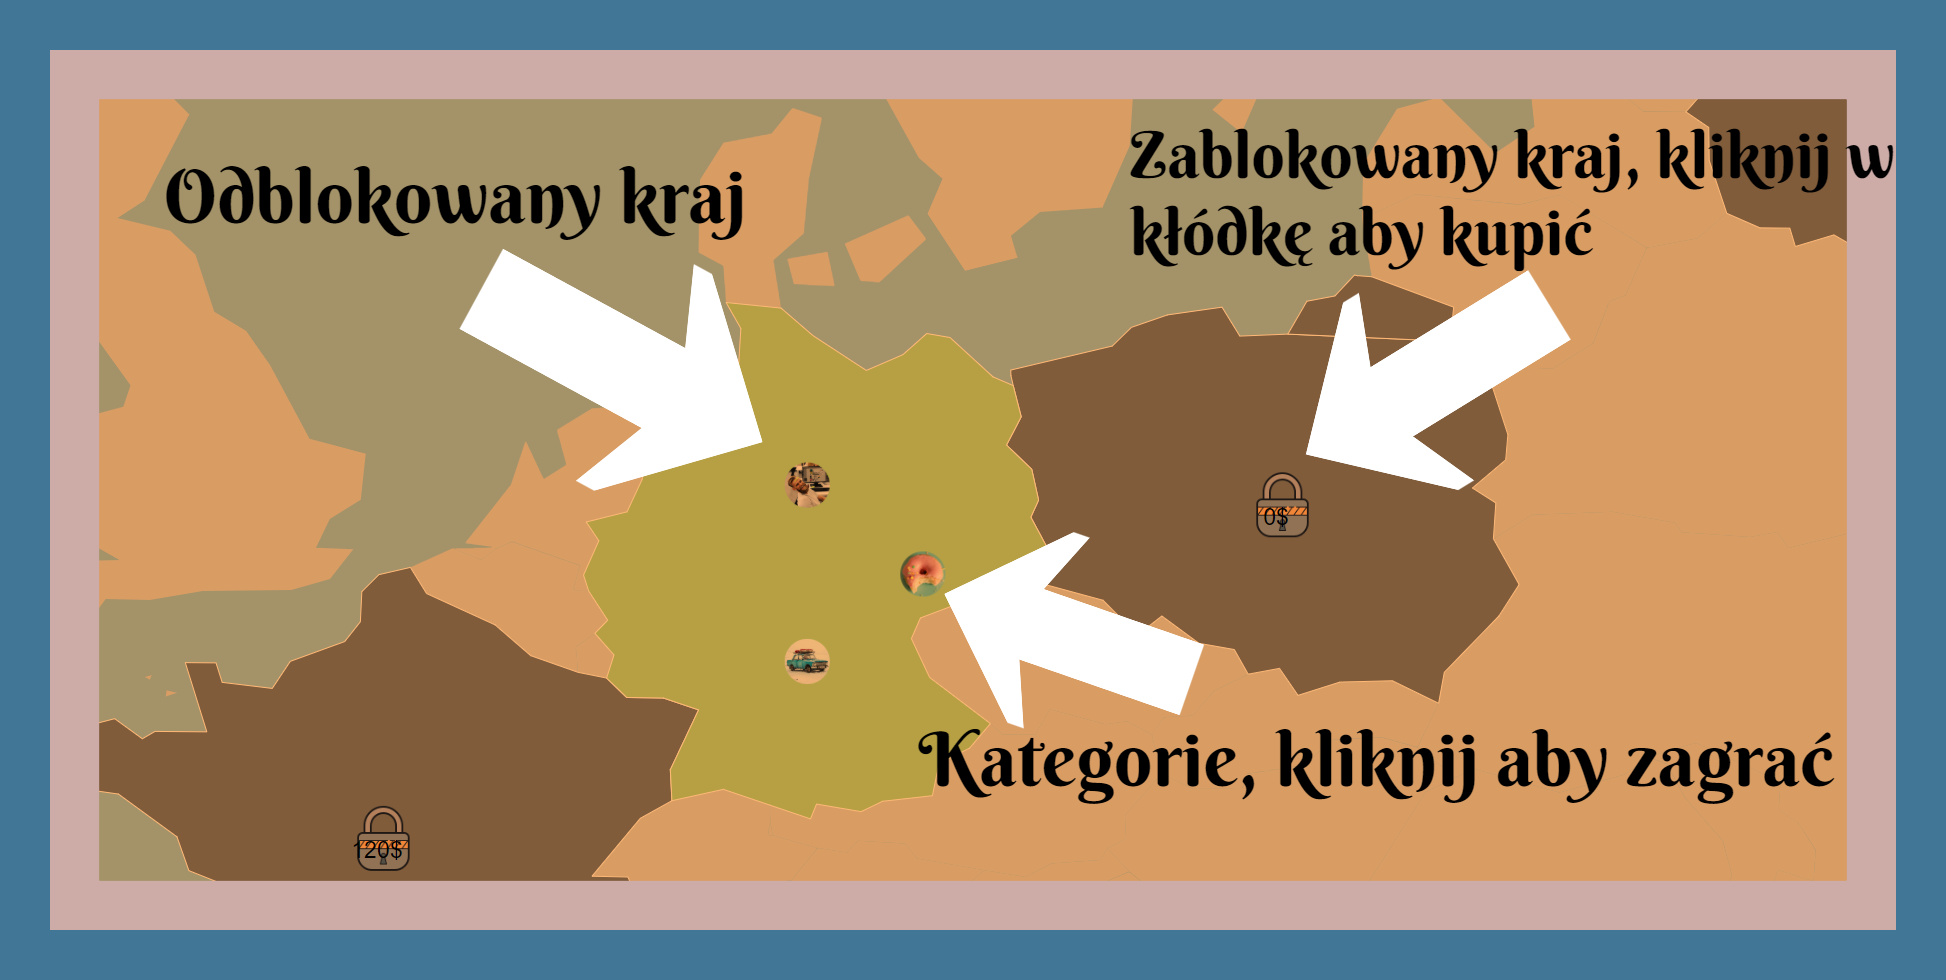 Odblokowany kraj
Zablokowany kraj, kliknij w
kłódkę aby kupić
0$
Kategorie, kliknij aby zagrać
120$